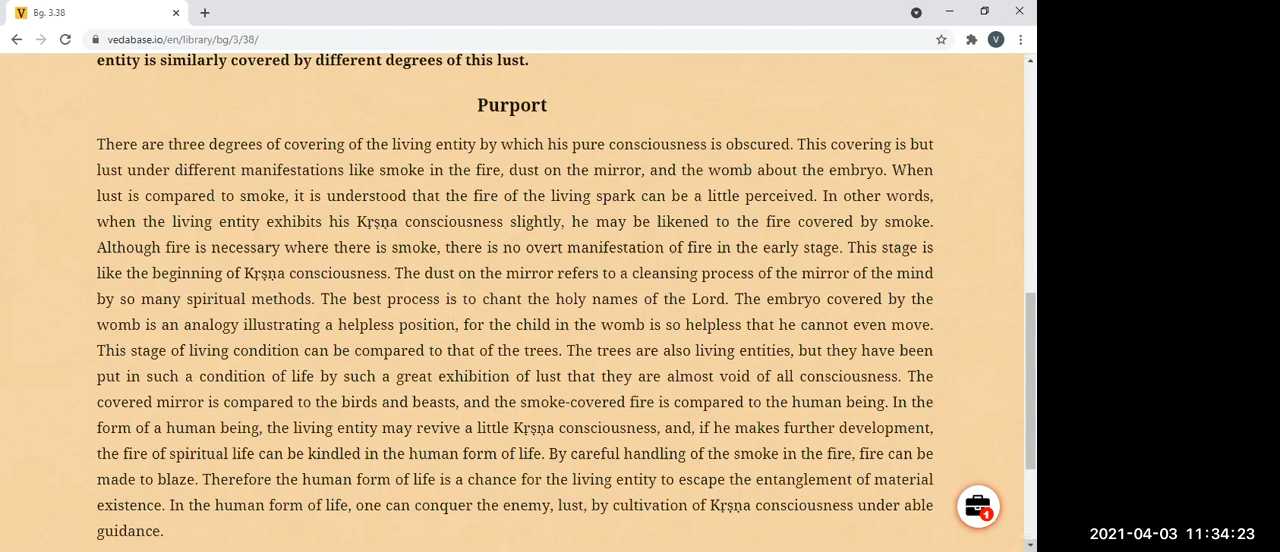 Bg. 3.38
vedabase.io/en/library/bg/3/38/
V
entity is similarly covered by different degrees of this lust.
Purport
There are three degrees of covering of the living entity by which his pure consciousness is obscured. This covering is but
lust under different manifestations like smoke in the fire, dust on the mirror, and the womb about the embryo. When
lust is compared to smoke, it is understood that the fire of the living spark can be a little perceived. In other words,
when the living entity exhibits his Kṛṣṇa consciousness slightly, he may be likened to the fire covered by smoke.
Although fire is necessary where there is smoke, there is no overt manifestation of fire in the early stage. This stage is
like the beginning of Kṛṣṇa consciousness. The dust on the mirror refers to a cleansing process of the mirror of the mind
by so many spiritual methods. The best process is to chant the holy names of the Lord. The embryo covered by the
womb is an analogy illustrating a helpless position, for the child in the womb is so helpless that he cannot even move.
This stage of living condition can be compared to that of the trees. The trees are also living entities, but they have been
put in such a condition of life by such a great exhibition of lust that they are almost void of all consciousness. The
covered mirror is compared to the birds and beasts, and the smoke-covered fire is compared to the human being. In the
form of a human being, the living entity may revive a little Kṛṣṇa consciousness, and, if he makes further development,
the fire of spiritual life can be kindled in the human form of life. By careful handling of the smoke in the fire, fire can be
made to blaze. Therefore the human form of life is a chance for the living entity to escape the entanglement of material
existence. In the human form of life, one can conquer the enemy, lust, by cultivation of Kṛṣṇa consciousness under able
guidance.
1
2021-04-03 11:34:23